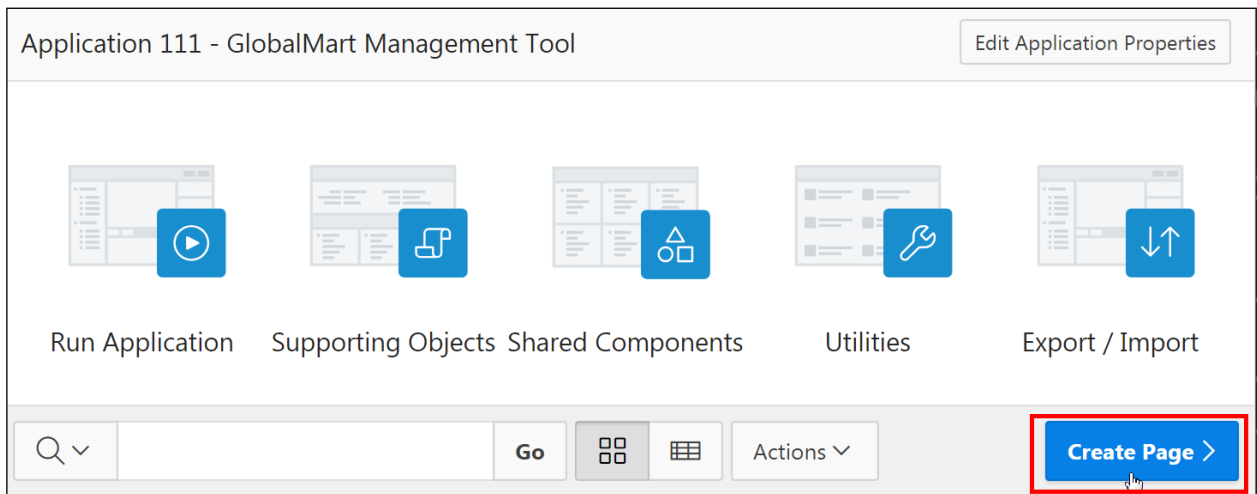 Application 111 - GlobalMart Management Tool
Edit Application Properties
Run Application
Supporting Objects
Shared Components
Utilities
Export / Import
Go
Actions
Create Page